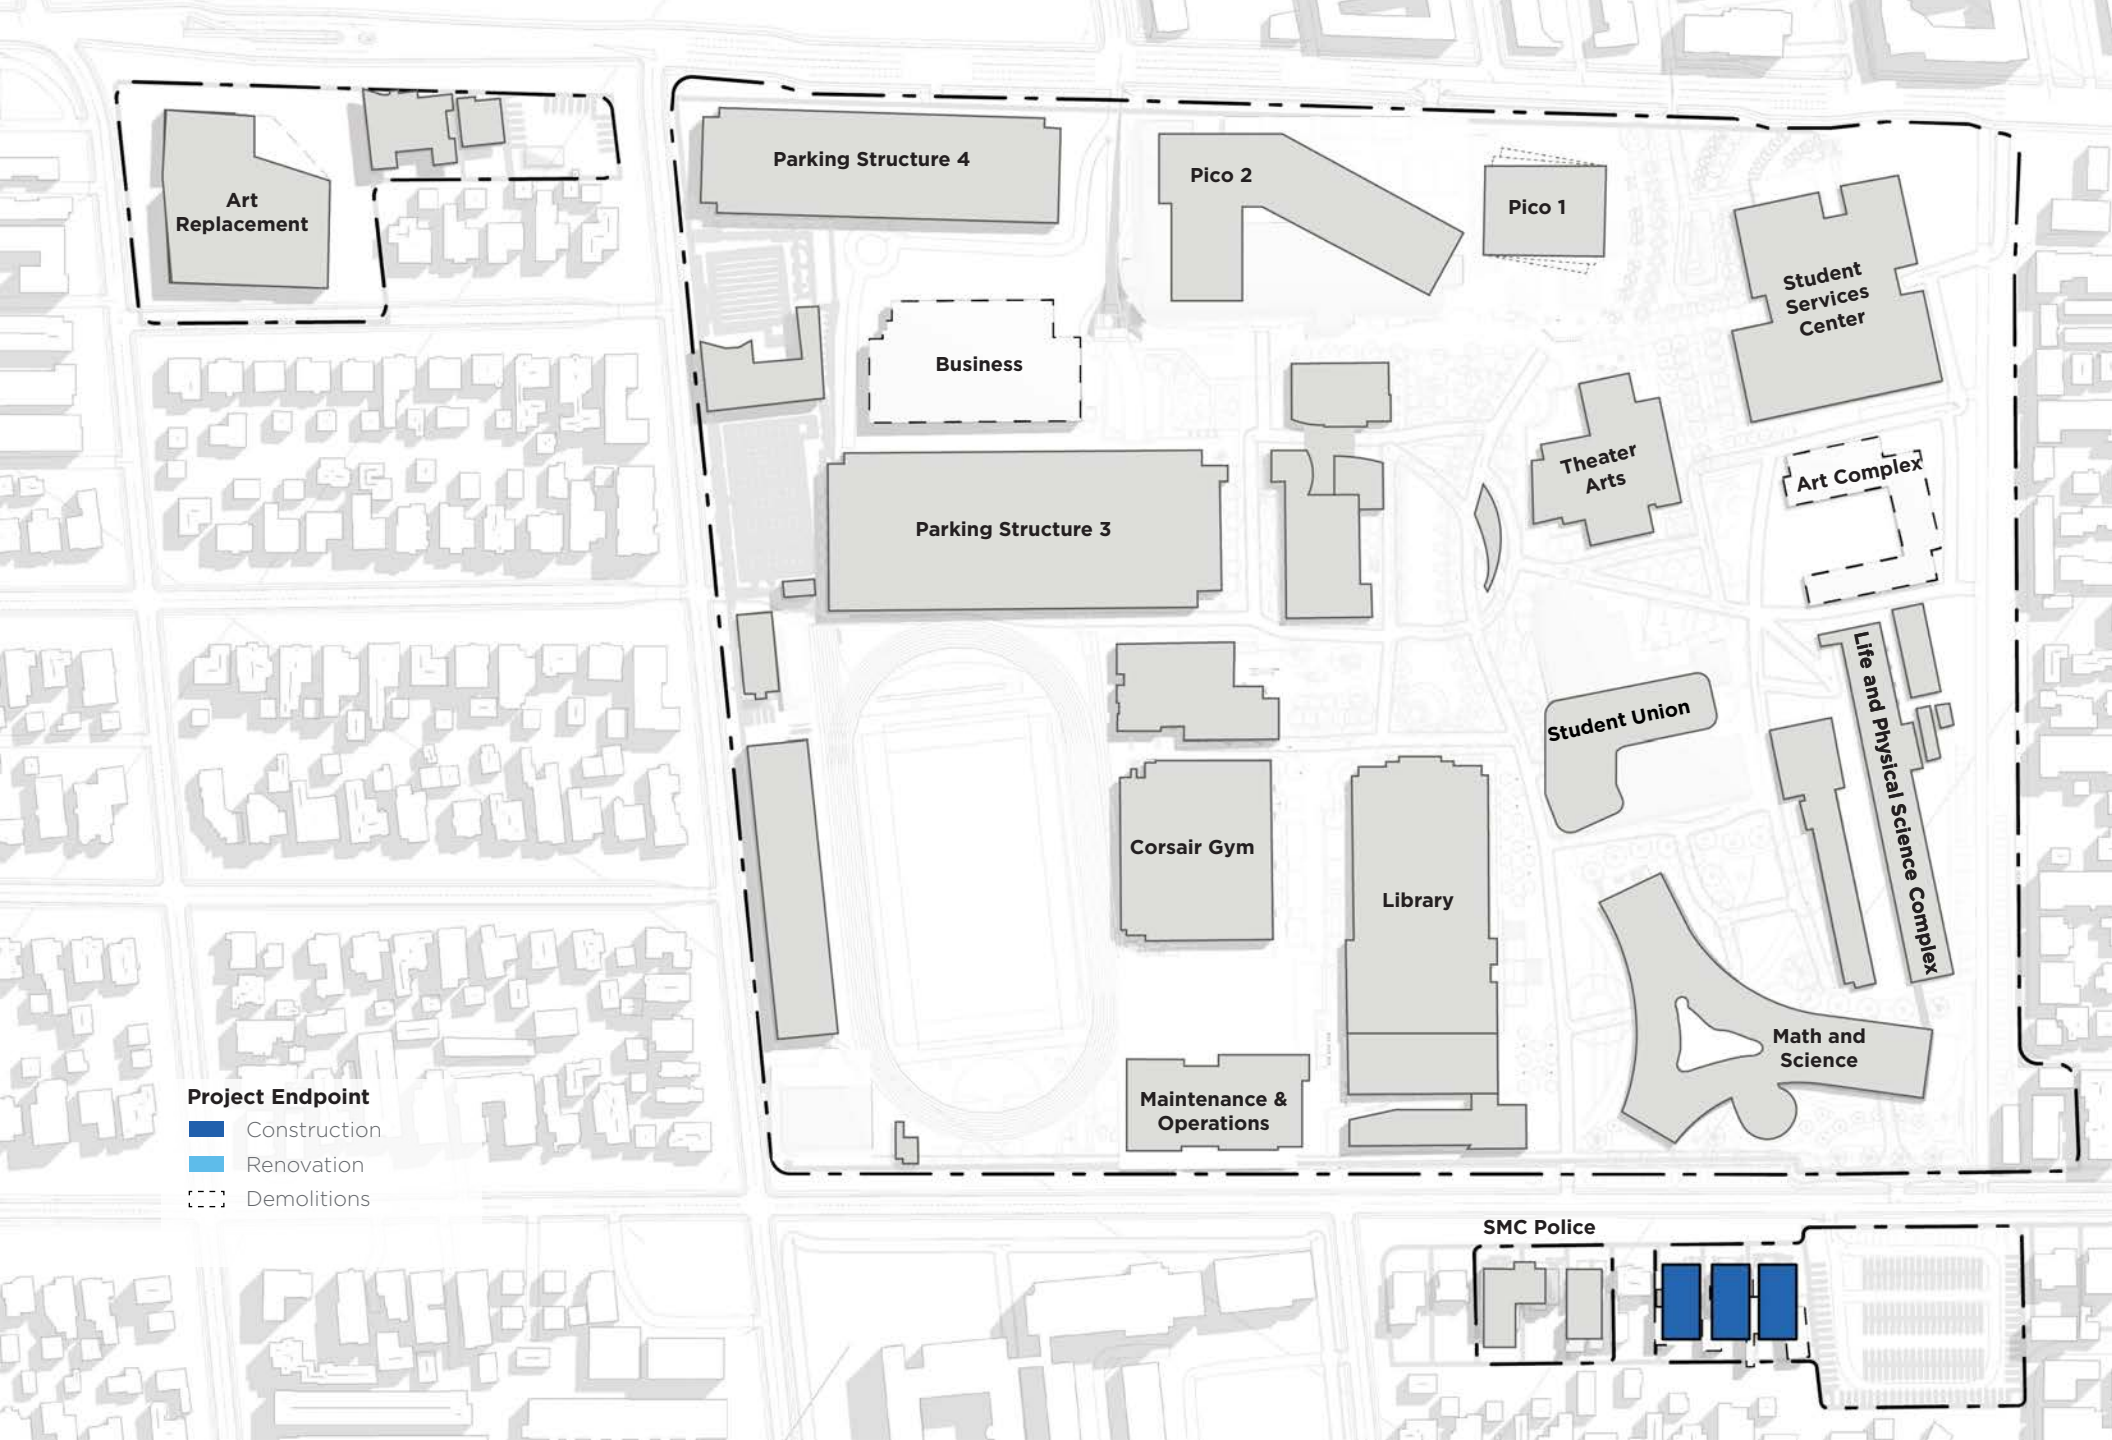 Parking Structure 4
Pico 2
Pico 1
Art
Replacement
Student
Services
Center
Business
Theater
Arts
Art Complex
Parking Structure 3
Life and Physical Science Complex
Student Union
Corsair Gym
Library
Math and
Science
Maintenance &
Operations
Project Endpoint
Construction
Renovation
Demolitions
SMC Police